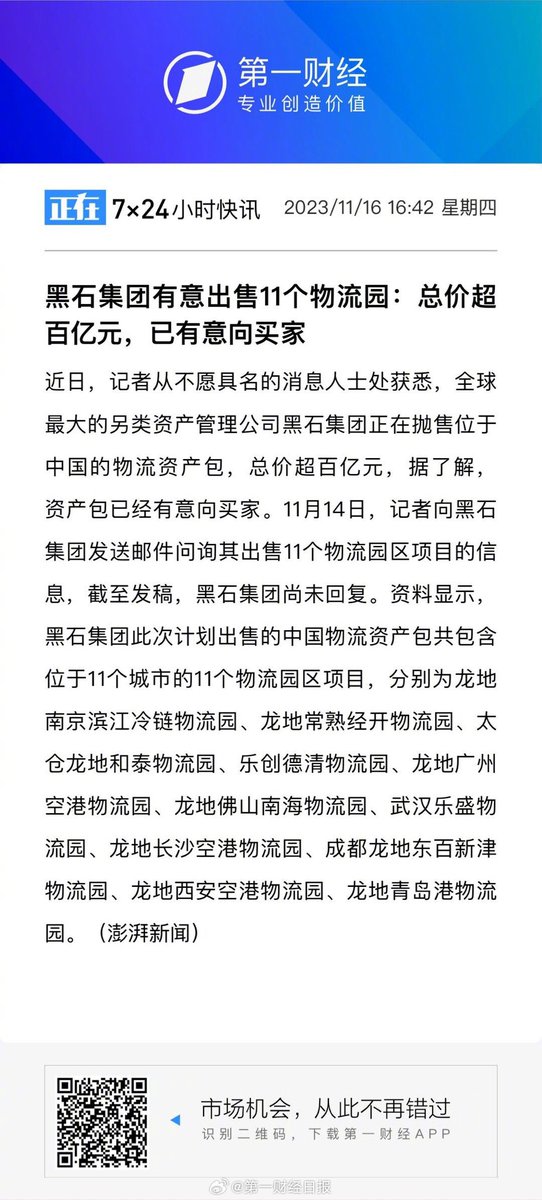 第一财经
专业创造价值
正在 7×24小时快讯 2023/11/16 16:42 星期四
黑石集团有意出售11个物流园：总价超
百亿元，已有意向买家
近日，记者从不愿具名的消息人士处获悉，全球
最大的另类资产管理公司黑石集团正在抛售位于
中国的物流资产包，总价超百亿元，据了解，
资产包已经有意向买家。11月14日，记者向黑石
集团发送邮件问询其出售11个物流园区项目的信
息，截至发稿，黑石集团尚未回复。资料显示，
黑石集团此次计划出售的中国物流资产包共包含
位于11个城市的11个物流园区项目，分别为龙地
南京滨江冷链物流园、龙地常熟经开物流园、太
仓龙地和泰物流园、乐创德清物流园、龙地广州
空港物流园、龙地佛山南海物流园、武汉乐盛物
流园、龙地长沙空港物流园、成都龙地东百新津
物流园、龙地西安空港物流园、龙地青岛港物流
园。（澎湃新闻）
市场机会，从此不再错过
识别二维码，下载第一财经APP
@第一财经日报